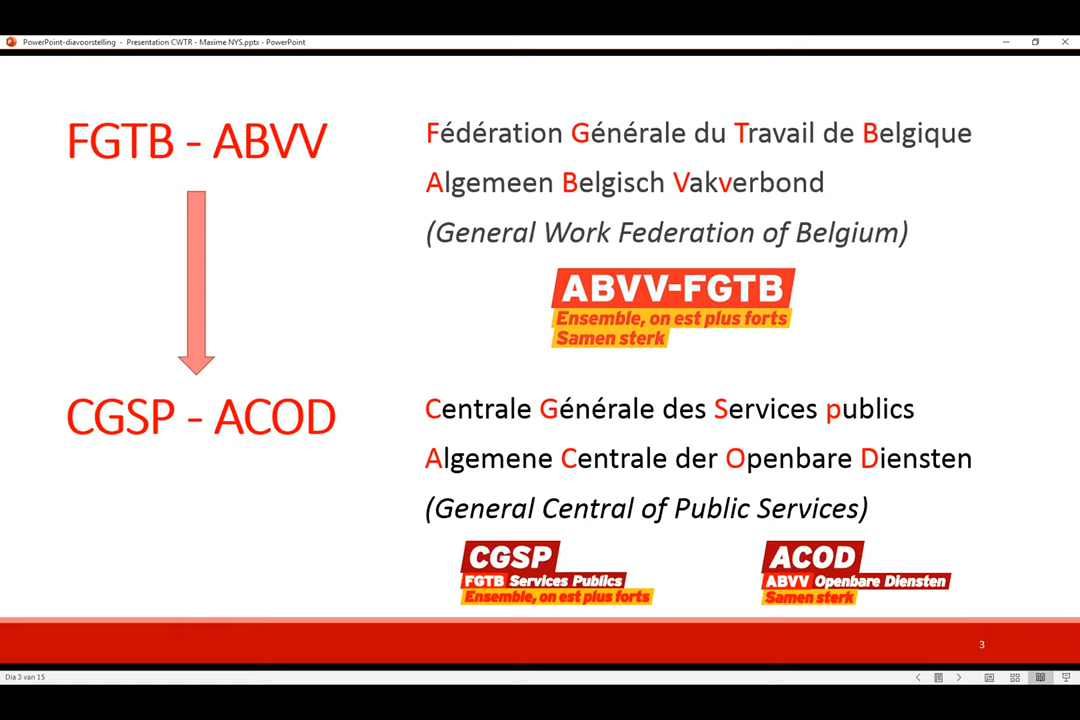 PowerPoint-diavoorstelling - Presentation CWTR - Maxime NYS.pptx - PowerPoint
FGTB - ABVV
Fédération Générale du Travail de Belgique
Algemeen Belgisch Vakverbond
(General Work Federation of Belgium)
ABVV-FGTB
Ensemble, on est plus forts
Samen sterk
CGSP - ACOD
Centrale Générale des Services publics
Algemene Centrale der Openbare Diensten
(General Central of Public Services)
CGSP
FGTB Services Publics
Ensemble, on est plus forts
ACOD
ABVV Openbare Diensten
Samen sterk
3
Dia 3 van 15